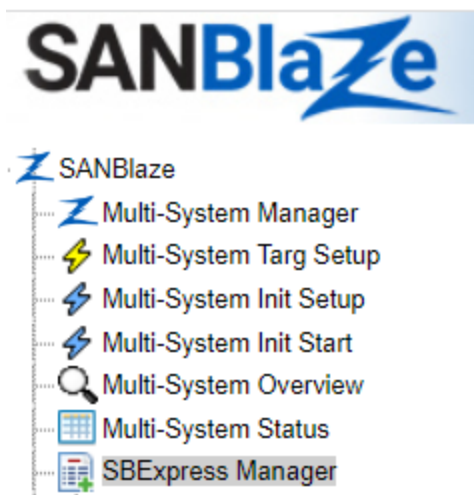 SANBlaze
SANBlaze
Multi-System Manager
Multi-System Targ Setup
Multi-System Init Setup
Multi-System Init Start
Multi-System Overview
Multi-System Status
SBExpress Manager